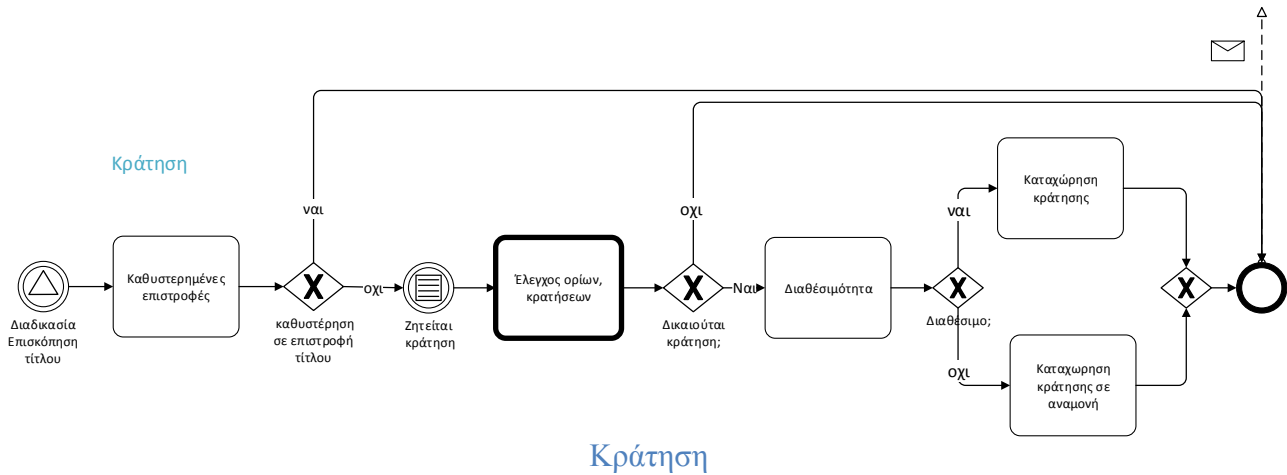 Κράτηση
Διαδικασία
Επισκόπηση
τίτλου
Καθυστερημένες
επιστροφές
ναι
οχι
καθυστέρηση
σε επιστροφή
τίτλου
Ζητείται
κράτηση
Έλεγχος ορίων,
κρατήσεων
οχι
Ναι
Δικαιούται
κράτηση;
Διαθέσιμότητα
ναι
Διαθέσιμο;
οχι
Καταχώρηση
κράτησης
Καταχωρηση
κράτησης σε
αναμονή
Κράτηση